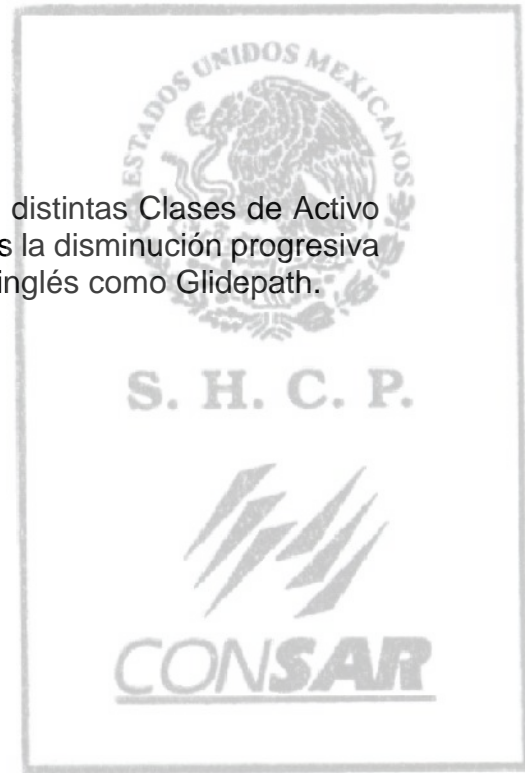 ESTADOS UNIDOS MEXICANOS
distintas Clases de Activo
s la disminución progresiva
inglés como Glidepath.
S. H. C. P.
CONSAR